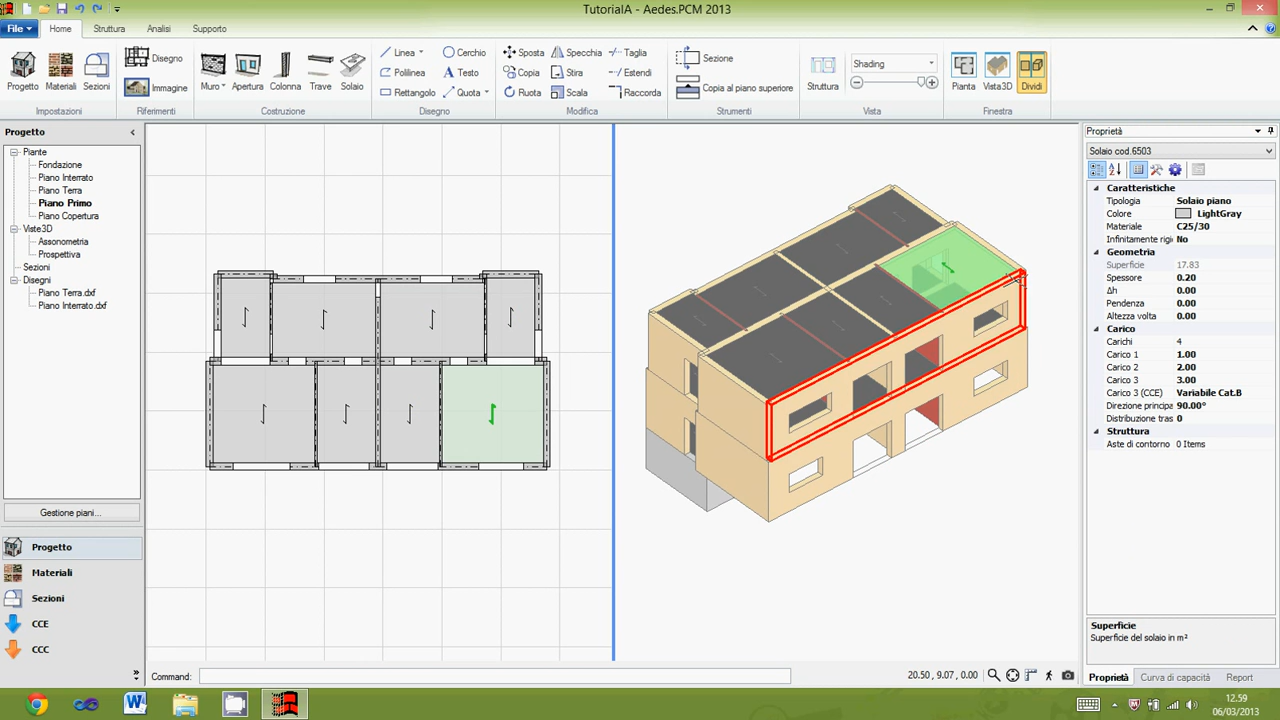 TutorialA - Aedes.PCM 2013
File
Home
Struttura
Analisi
Supporto
Progetto
Materiali
Sezioni
Impostazioni
Disegno
Immagine
Riferimenti
Muro
Apertura
Colonna
Trave
Solaio
Costruzione
Linea
Polilinea
Rettangolo
Cerchio
Testo
Quota
Disegno
Sposta
Copia
Ruota
Specchia
Stira
Scala
Taglia
Estendi
Raccorda
Modifica
Sezione
Copia al piano superiore
Strumenti
Struttura
Shading
Vista
Pianta
Vista3D
Dividi
Finestra
Progetto
Piante
Fondazione
Piano Interrato
Piano Terra
Piano Primo
Piano Copertura
Viste3D
Assonometria
Prospettiva
Sezioni
Disegni
Piano Terra.dxf
Piano Interrato.dxf
Gestione piani...
Progetto
Materiali
Sezioni
CCE
CCC
Command:
20.50 , 9.07 , 0.00
Proprietà
Solaio cod.6503
Caratteristiche
Tipologia Solaio piano
Colore LightGray
Materiale C25/30
Infinitamente rigi No
Geometria
Superficie 17.83
Spessore 0.20
Δh 0.00
Pendenza 0.00
Altezza volta 0.00
Carico
Carichi 4
Carico 1 1.00
Carico 2 2.00
Carico 3 3.00
Carico 3 (CCE) Variabile Cat.B
Direzione principa 90.00°
Distribuzione tras 0
Struttura
Aste di contorno 0 Items
Superficie
Superficie del solaio in m²
Proprietà
Curva di capacità
Report
12.59
06/03/2013